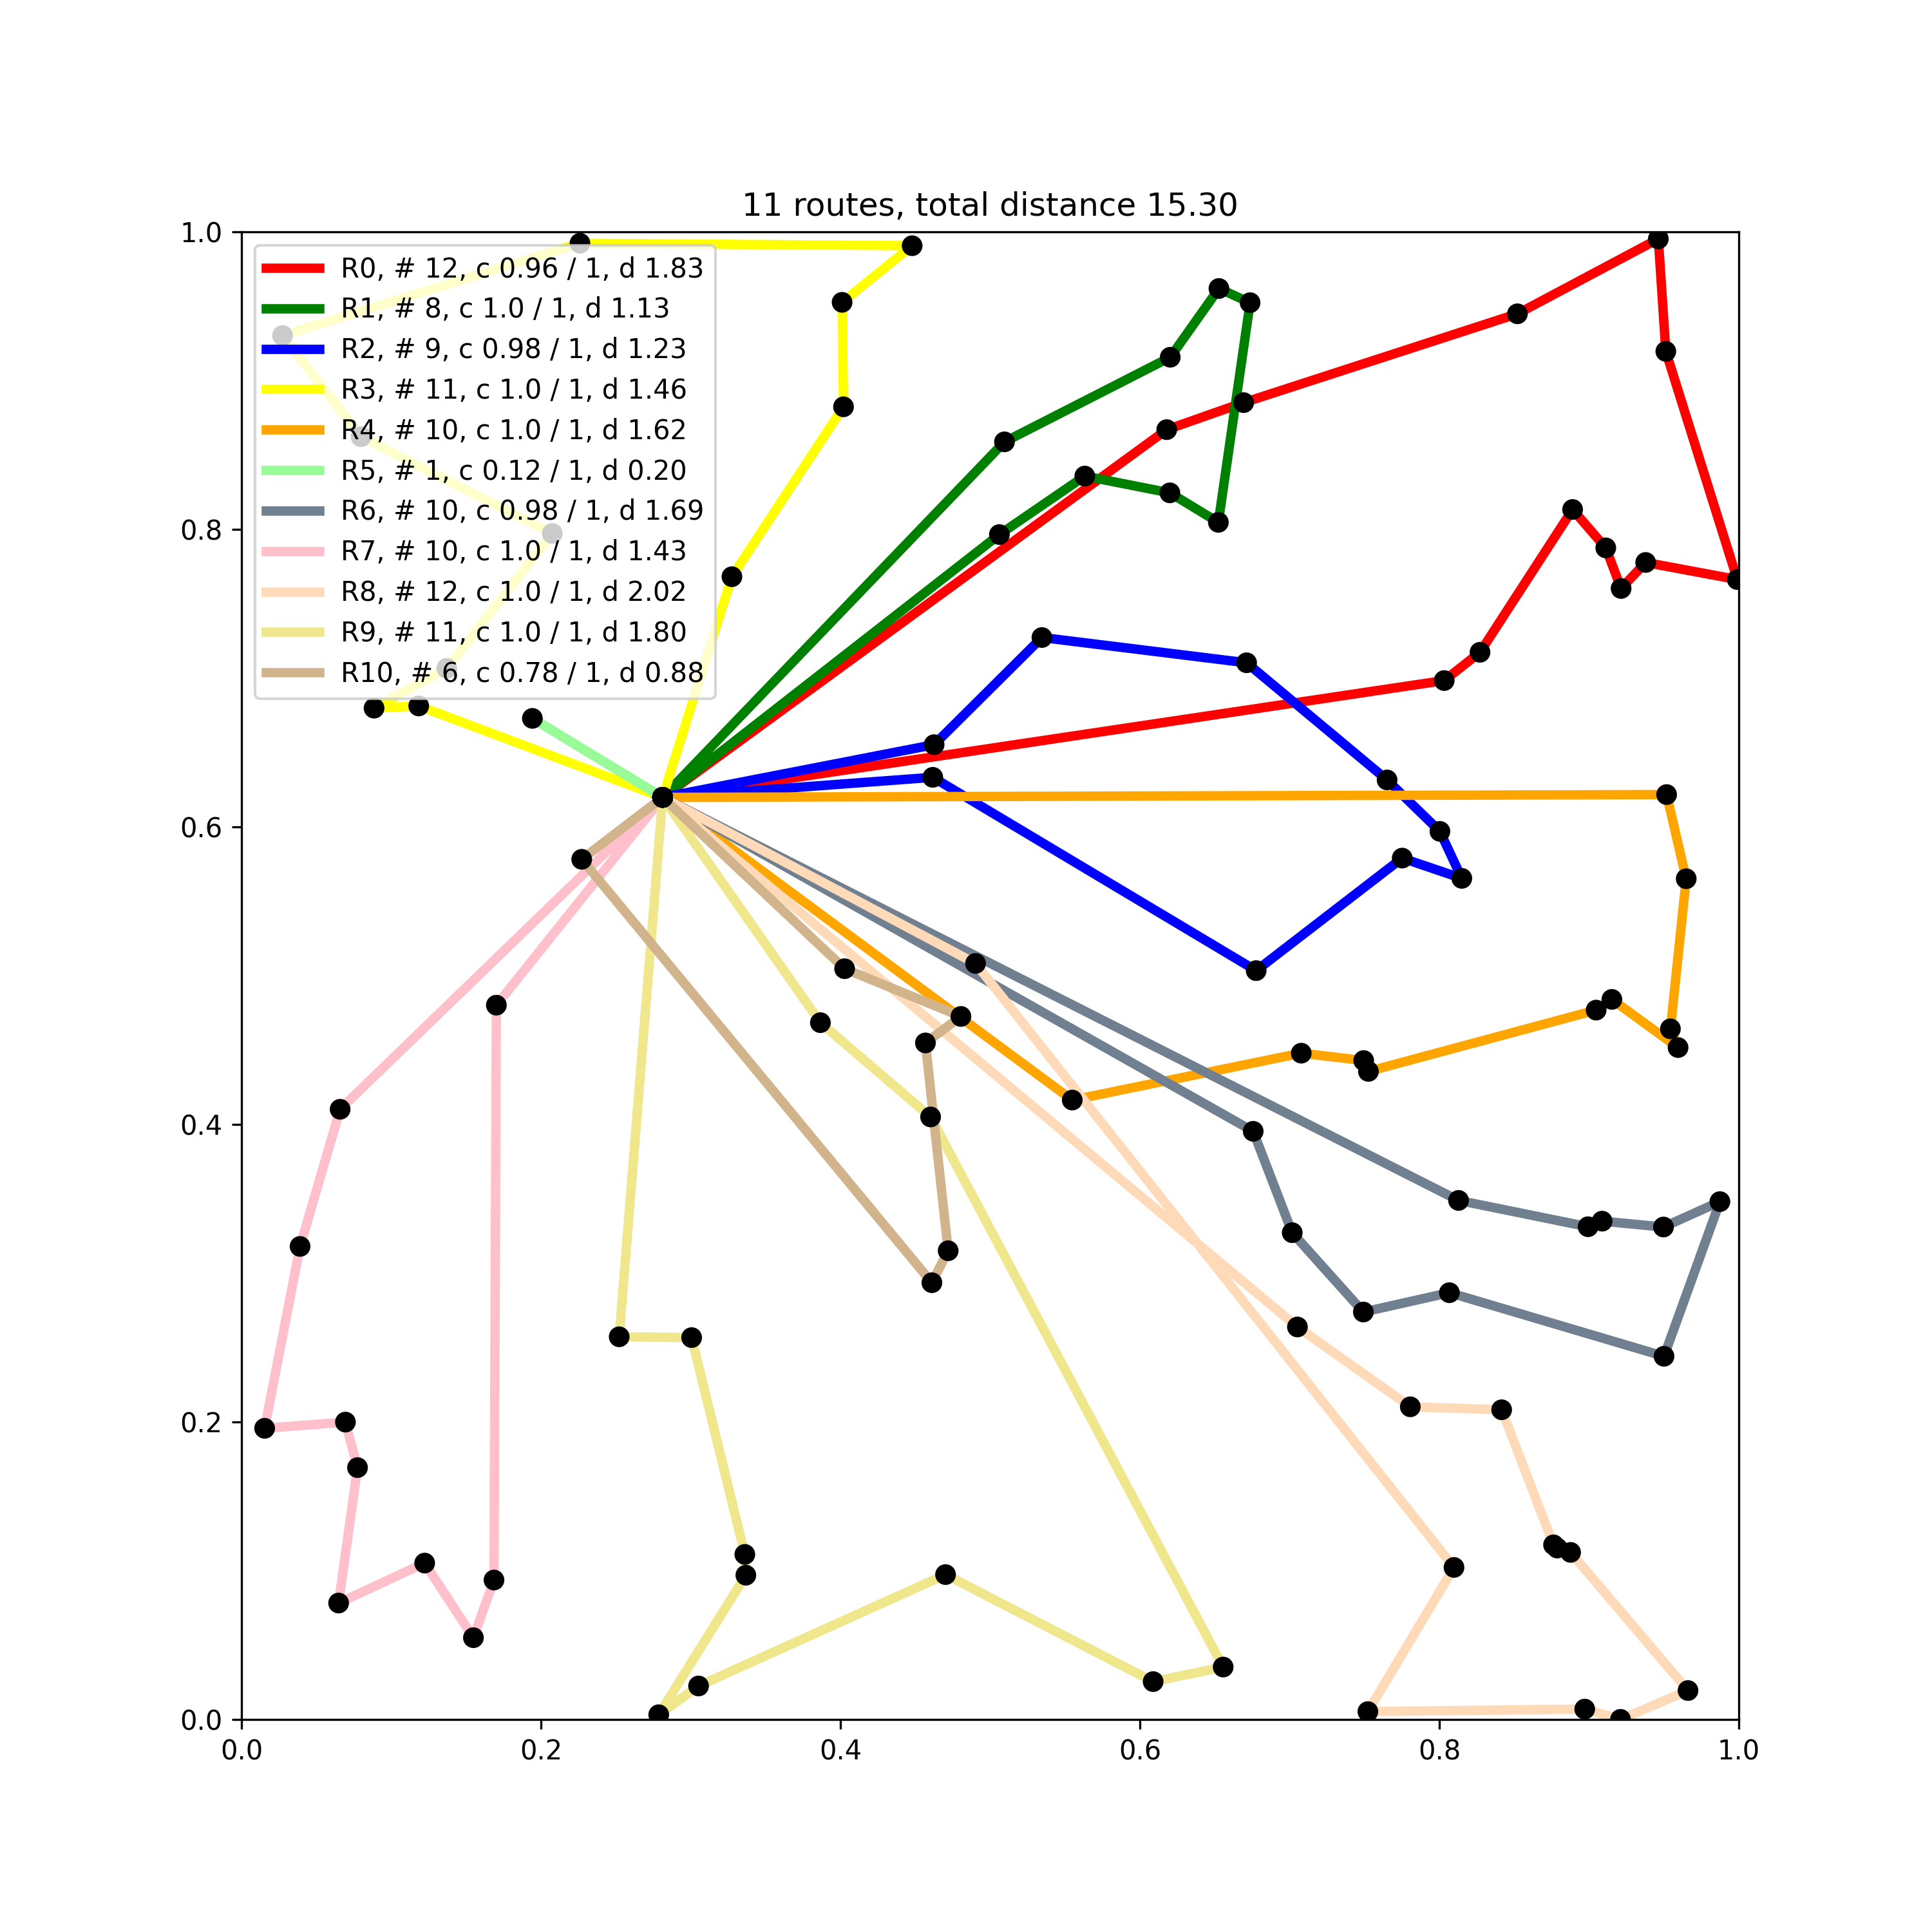 11 routes, total distance 15.30
1.0
0.8
0.6
0.4
0.2
0.0
R0, # 12, c 0.96 / 1, d 1.83
R1, # 8, c 1.0 / 1, d 1.13
R2, # 9, c 0.98 / 1, d 1.23
R3, # 11, c 1.0 / 1, d 1.46
R4, # 10, c 1.0 / 1, d 1.62
R5, # 1, c 0.12 / 1, d 0.20
R6, # 10, c 0.98 / 1, d 1.69
R7, # 10, c 1.0 / 1, d 1.43
R8, # 12, c 1.0 / 1, d 2.02
R9, # 11, c 1.0 / 1, d 1.80
R10, # 6, c 0.78 / 1, d 0.88
0.0 0.2 0.4 0.6 0.8 1.0